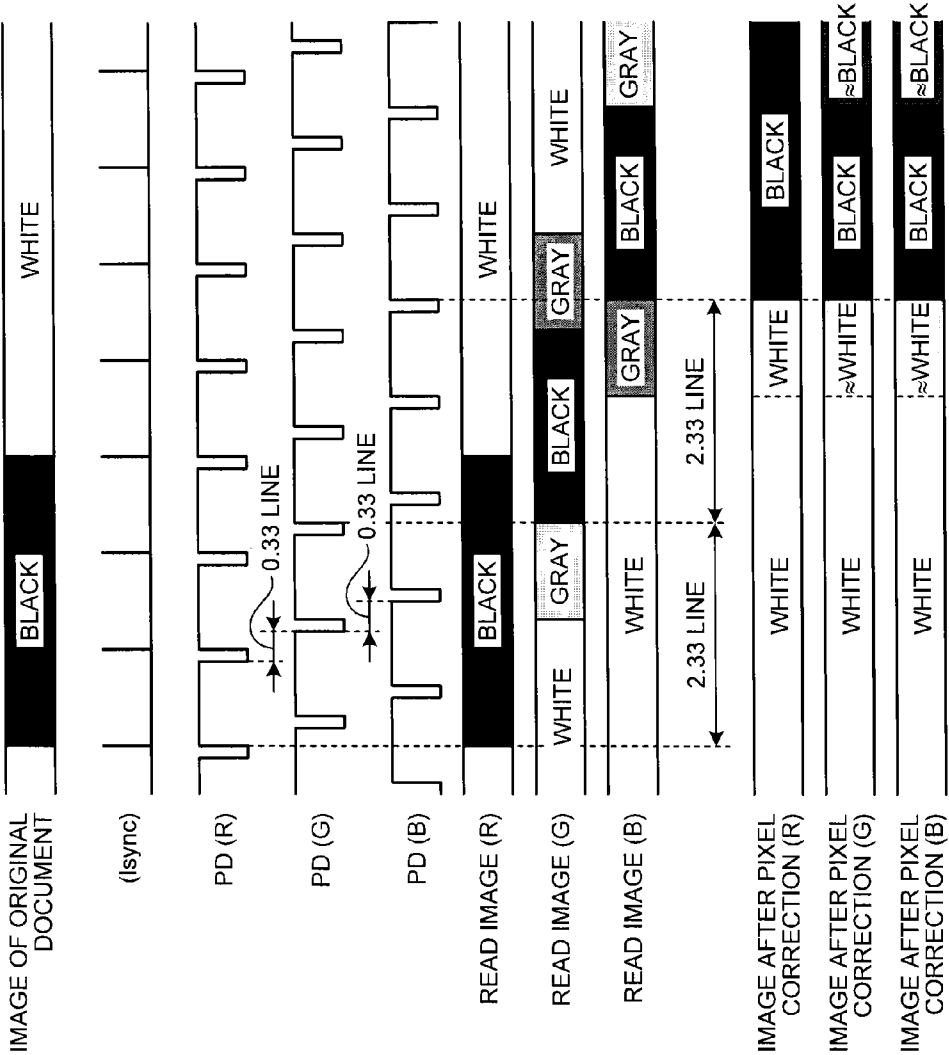 IMAGE OF ORIGINAL
DOCUMENT
BLACK
WHITE
(lsync)
PD (R)
0.33 LINE
PD (G)
0.33 LINE
PD (B)
READ IMAGE (R)
BLACK
WHITE
READ IMAGE (G)
WHITE
GRAY
BLACK
GRAY
WHITE
READ IMAGE (B)
WHITE
GRAY
BLACK
GRAY
2.33 LINE
2.33 LINE
IMAGE AFTER PIXEL
CORRECTION (R)
WHITE
WHITE
BLACK
IMAGE AFTER PIXEL
CORRECTION (G)
WHITE
≈WHITE
BLACK
≈BLACK
IMAGE AFTER PIXEL
CORRECTION (B)
WHITE
≈WHITE
BLACK
≈BLACK